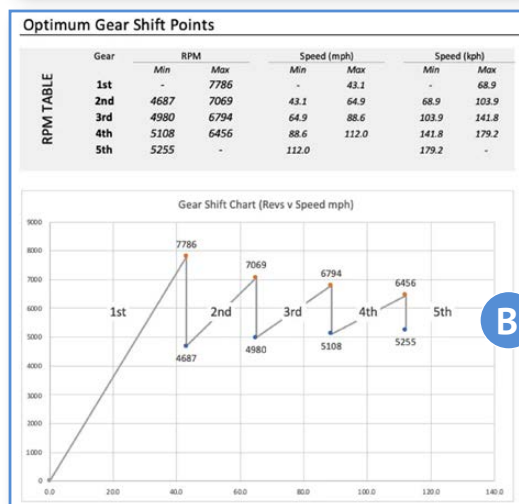 Optimum Gear Shift Points
RPM TABLE
Gear RPM Speed (mph) Speed (kph)
Min Max Min Max Min Max
1st - 7786 - 43.1 - 68.9
2nd 4687 7069 43.1 64.9 68.9 103.9
3rd 4980 6794 64.9 88.6 103.9 141.8
4th 5108 6456 88.6 112.0 141.8 179.2
5th 5255 - 112.0 179.2 -
Gear Shift Chart (Revs v Speed mph)
9000
8000
7786
7069
7000
6794
6456
6000
1st 2nd 3rd 4th 5th
B
5000
4687 4980 5108 5255
4000
3000
2000
1000
0
0.0 20.0 40.0 60.0 80.0 100.0 120.0 140.0